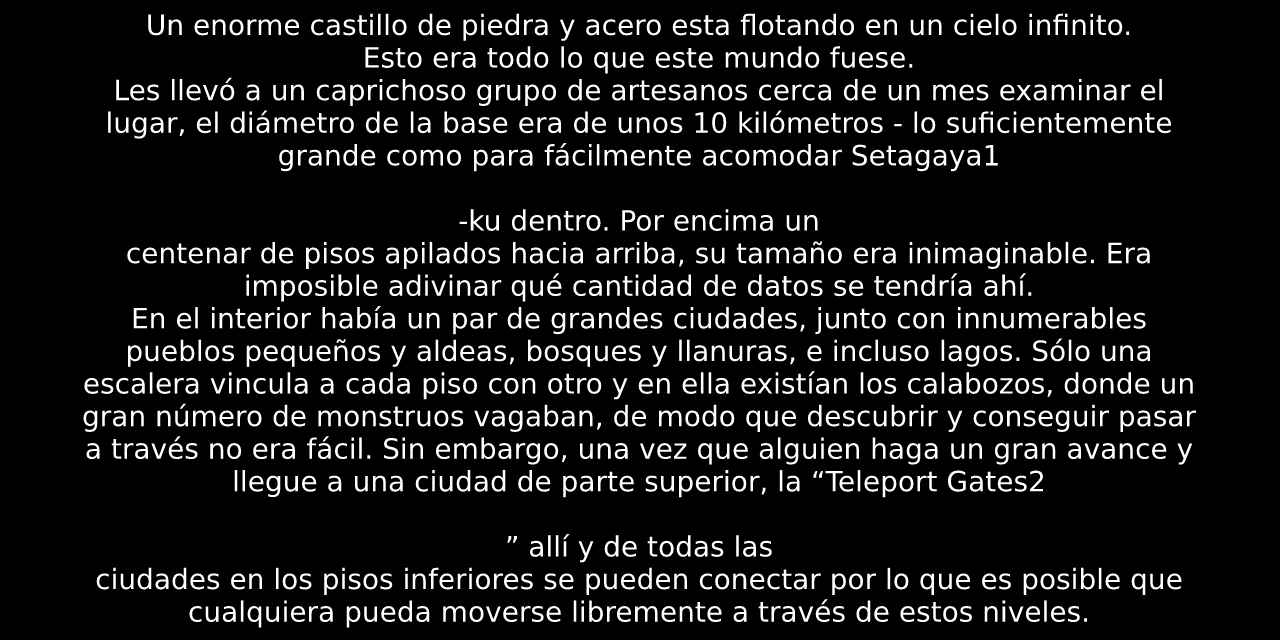 Un enorme castillo de piedra y acero esta flotando en un cielo infinito.
Esto era todo lo que este mundo fuese.
Les llevó a un caprichoso grupo de artesanos cerca de un mes examinar el
lugar, el diámetro de la base era de unos 10 kilómetros - lo suficientemente
grande como para fácilmente acomodar Setagaya1
-ku dentro. Por encima un
centenar de pisos apilados hacia arriba, su tamaño era inimaginable. Era
imposible adivinar qué cantidad de datos se tendría ahí.
En el interior había un par de grandes ciudades, junto con innumerables
pueblos pequeños y aldeas, bosques y llanuras, e incluso lagos. Sólo una
escalera vincula a cada piso con otro y en ella existían los calabozos, donde un
gran número de monstruos vagaban, de modo que descubrir y conseguir pasar
a través no era fácil. Sin embargo, una vez que alguien haga un gran avance y
llegue a una ciudad de parte superior, la “Teleport Gates2
” allí y de todas las
ciudades en los pisos inferiores se pueden conectar por lo que es posible que
cualquiera pueda moverse libremente a través de estos niveles.